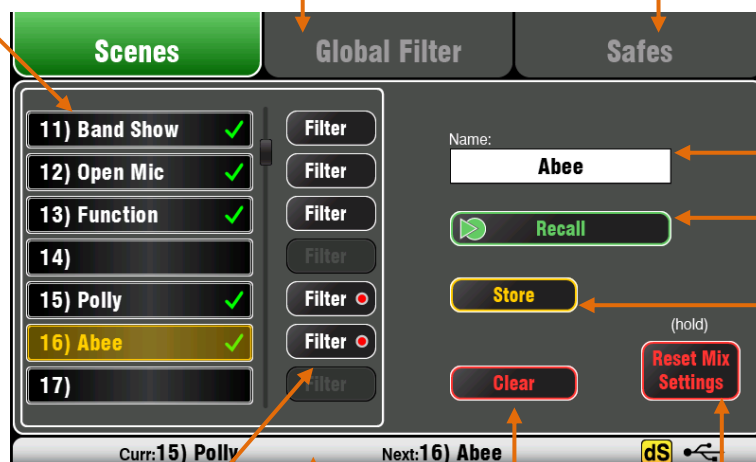 Scenes
Global Filter
Safes
11) Band Show
Filter
12) Open Mic
Filter
13) Function
Filter
14)
Filter
15) Polly
Filter
16) Abee
Filter
17)
Filter
Name:
Abee
Recall
Store
(hold)
Reset Mix
Settings
Clear
Curr:15) Polly
Next:16) Abee
dS